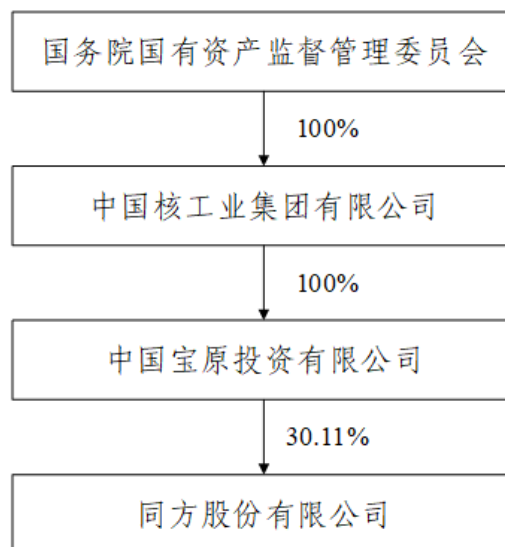 国务院国有资产监督管理委员会
100%
中国核工业集团有限公司
100%
中国宝原投资有限公司
30.11%
同方股份有限公司